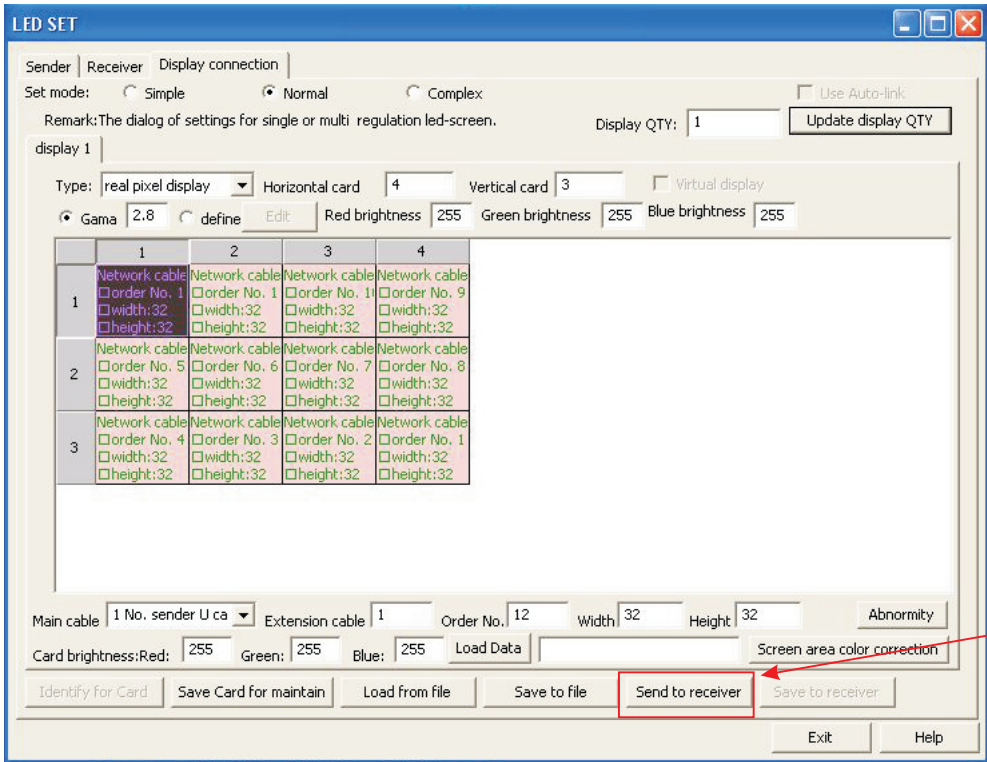 LED SET
Sender Receiver Display connection
Set mode: Simple Normal Complex Use Auto-link
Remark:The dialog of settings for single or multi regulation led-screen. Display QTY: 1 Update display QTY
display 1
Type: real pixel display Horizontal card 4 Vertical card 3 Virtual display
Gama 2.8 define Edit Red brightness 255 Green brightness 255 Blue brightness 255
1 2 3 4
Network cable Network cable Network cable Network cable
1 order No. 1 order No. 1 order No. 1 order No. 9
width:32 width:32 width:32 width:32
height:32 height:32 height:32 height:32
Network cable Network cable Network cable Network cable
2 order No. 5 order No. 6 order No. 7 order No. 8
width:32 width:32 width:32 width:32
height:32 height:32 height:32 height:32
Network cable Network cable Network cable Network cable
3 order No. 4 order No. 3 order No. 2 order No. 1
width:32 width:32 width:32 width:32
height:32 height:32 height:32 height:32
Main cable 1 No. sender U ca Extension cable 1 Order No. 12 Width 32 Height 32 Abnormity
Card brightness:Red: 255 Green: 255 Blue: 255 Load Data Screen area color correction
Identify for Card Save Card for maintain Load from file Save to file Send to receiver Save to receiver
Exit Help